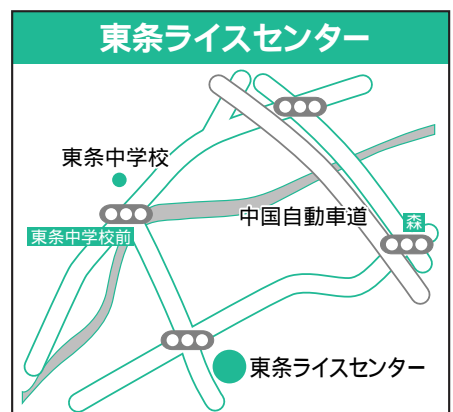 東条ライスセンター
東条中学校
中国自動車道
森
東条中学校前
東条ライスセンター